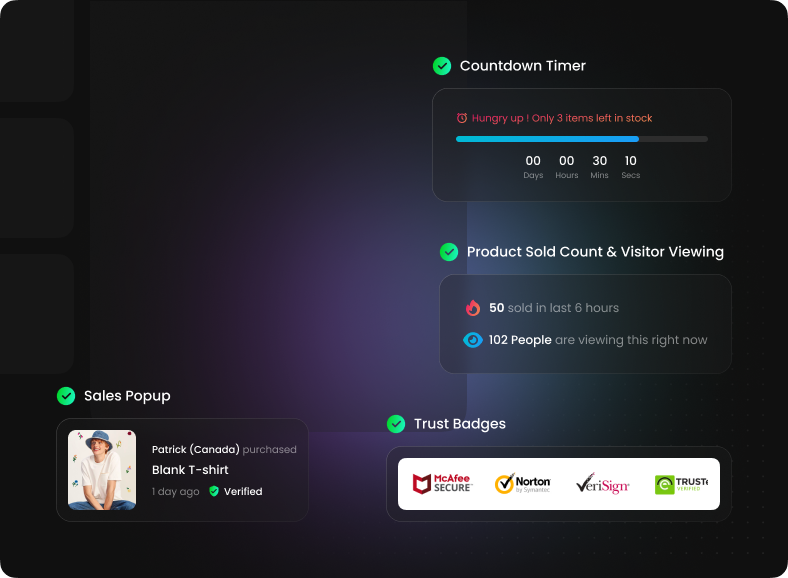 Countdown Timer
Hungry up ! Only 3 items left in stock
00 00 30 10
Days Hours Mins Secs
Product Sold Count & Visitor Viewing
50 sold in last 6 hours
102 People are viewing this right now
Sales Popup
Patrick (Canada) purchased
Blank T-shirt
1 day ago Verified
Trust Badges
McAfee
SECURE
Norton
by Symantec
VeriSign
TRUSTe
VERIFIED